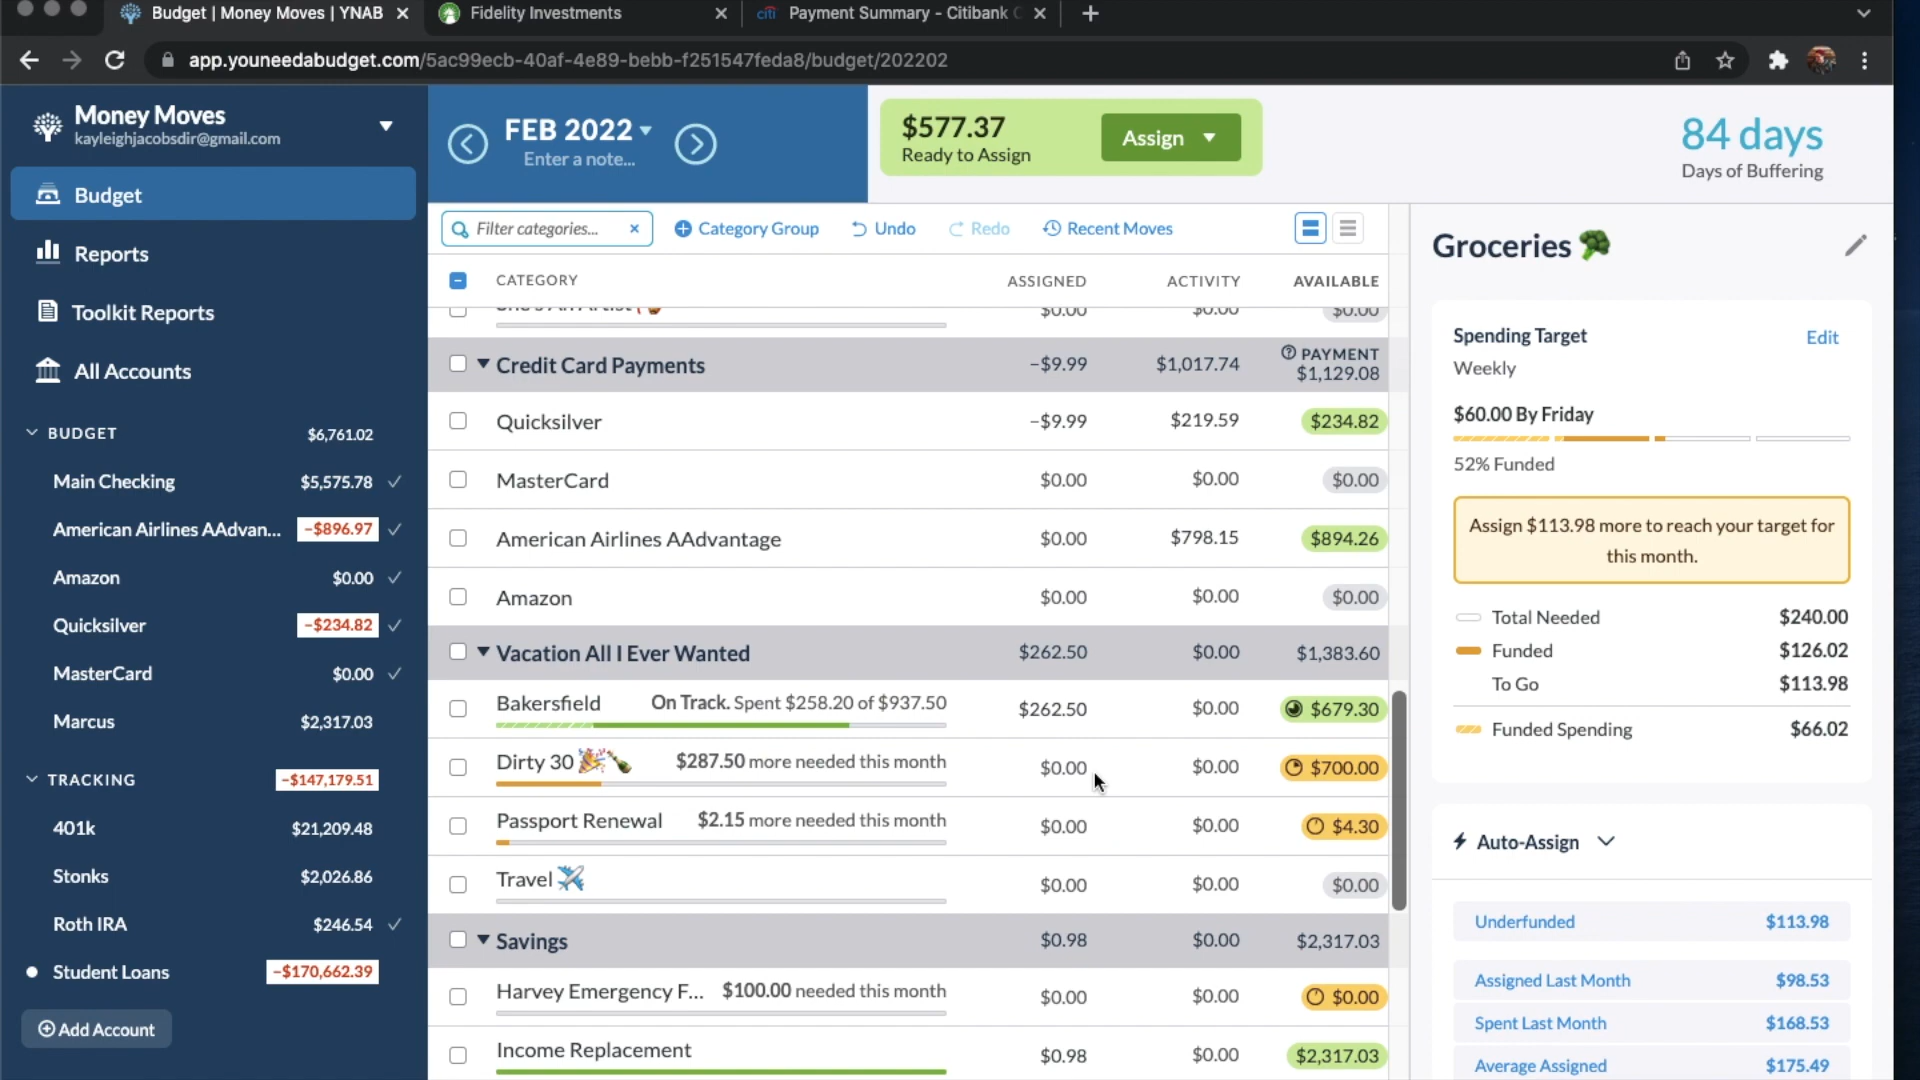 Budget | Money Moves | YNAB
Fidelity Investments
citi Payment Summary - Citibank
app.youneedabudget.com/5ac99ecb-40af-4e89-bebb-f251547feda8/budget/202202
Money Moves
kayleighjacobsdir@gmail.com
Budget
Reports
Toolkit Reports
All Accounts
BUDGET $6,761.02
Main Checking $5,575.78
American Airlines AAdvan... -$896.97
Amazon $0.00
Quicksilver -$234.82
MasterCard $0.00
Marcus $2,317.03
TRACKING -$147,179.51
401k $21,209.48
Stonks $2,026.86
Roth IRA $246.54
Student Loans -$170,662.39
Add Account
FEB 2022
Enter a note...
$577.37
Ready to Assign
Assign
84 days
Days of Buffering
Filter categories...
Category Group
Undo
Redo
Recent Moves
CATEGORY ASSIGNED ACTIVITY AVAILABLE
She's An Artist $0.00 $0.00 $0.00
Credit Card Payments -$9.99 $1,017.74 PAYMENT $1,129.08
Quicksilver -$9.99 $219.59 $234.82
MasterCard $0.00 $0.00 $0.00
American Airlines AAdvantage $0.00 $798.15 $894.26
Amazon $0.00 $0.00 $0.00
Vacation All I Ever Wanted $262.50 $0.00 $1,383.60
Bakersfield On Track. Spent $258.20 of $937.50 $262.50 $0.00 $679.30
Dirty 30 $287.50 more needed this month $0.00 $0.00 $700.00
Passport Renewal $2.15 more needed this month $0.00 $0.00 $4.30
Travel $0.00 $0.00 $0.00
Savings $0.98 $0.00 $2,317.03
Harvey Emergency F... $100.00 needed this month $0.00 $0.00 $0.00
Income Replacement $0.98 $0.00 $2,317.03
Groceries
Spending Target Edit
Weekly
$60.00 By Friday
52% Funded
Assign $113.98 more to reach your target for
this month.
Total Needed $240.00
Funded $126.02
To Go $113.98
Funded Spending $66.02
Auto-Assign
Underfunded $113.98
Assigned Last Month $98.53
Spent Last Month $168.53
Average Assigned $175.49